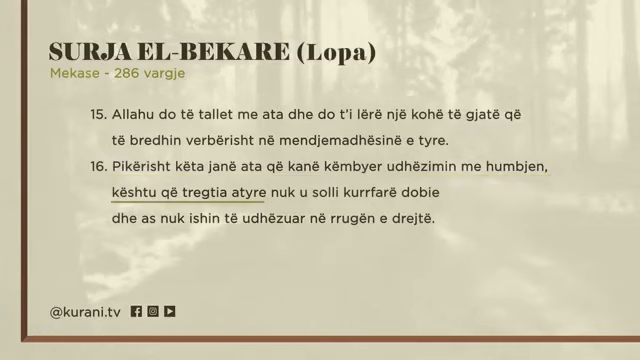 SURJA EL-BEKARE (Lopa)
Mekase - 286 vargje
15. Allahu do të tallet me ata dhe do t’i lërë një kohë të gjatë që
të bredhin verbërisht në mendjemadhësinë e tyre.
16. Pikërisht këta janë ata që kanë këmbyer udhëzimin me humbjen,
kështu që tregtia atyre nuk u solli kurrfarë dobie
dhe as nuk ishin të udhëzuar në rrugën e drejtë.
@kurani.tv